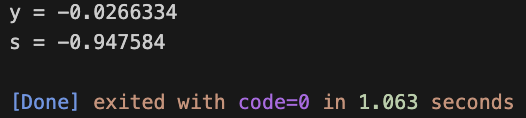 y = -0.0266334
s = -0.947584
[Done] exited with code=0 in 1.063 seconds